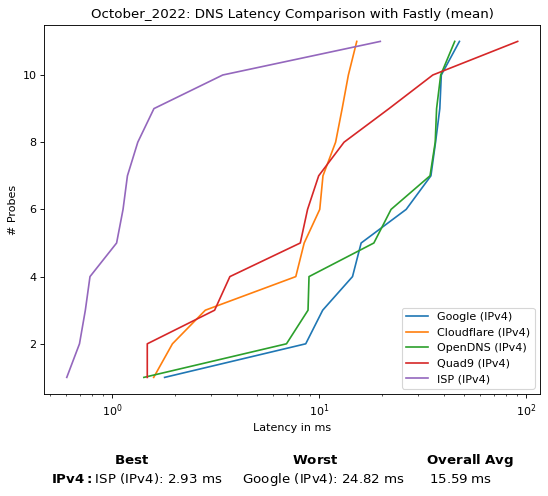 October_2022: DNS Latency Comparison with Fastly (mean)
# Probes
10
8
6
4
2
10⁰
10¹
10²
Latency in ms
Google (IPv4)
Cloudflare (IPv4)
OpenDNS (IPv4)
Quad9 (IPv4)
ISP (IPv4)
Best Worst Overall Avg
IPv4: ISP (IPv4): 2.93 ms Google (IPv4): 24.82 ms 15.59 ms